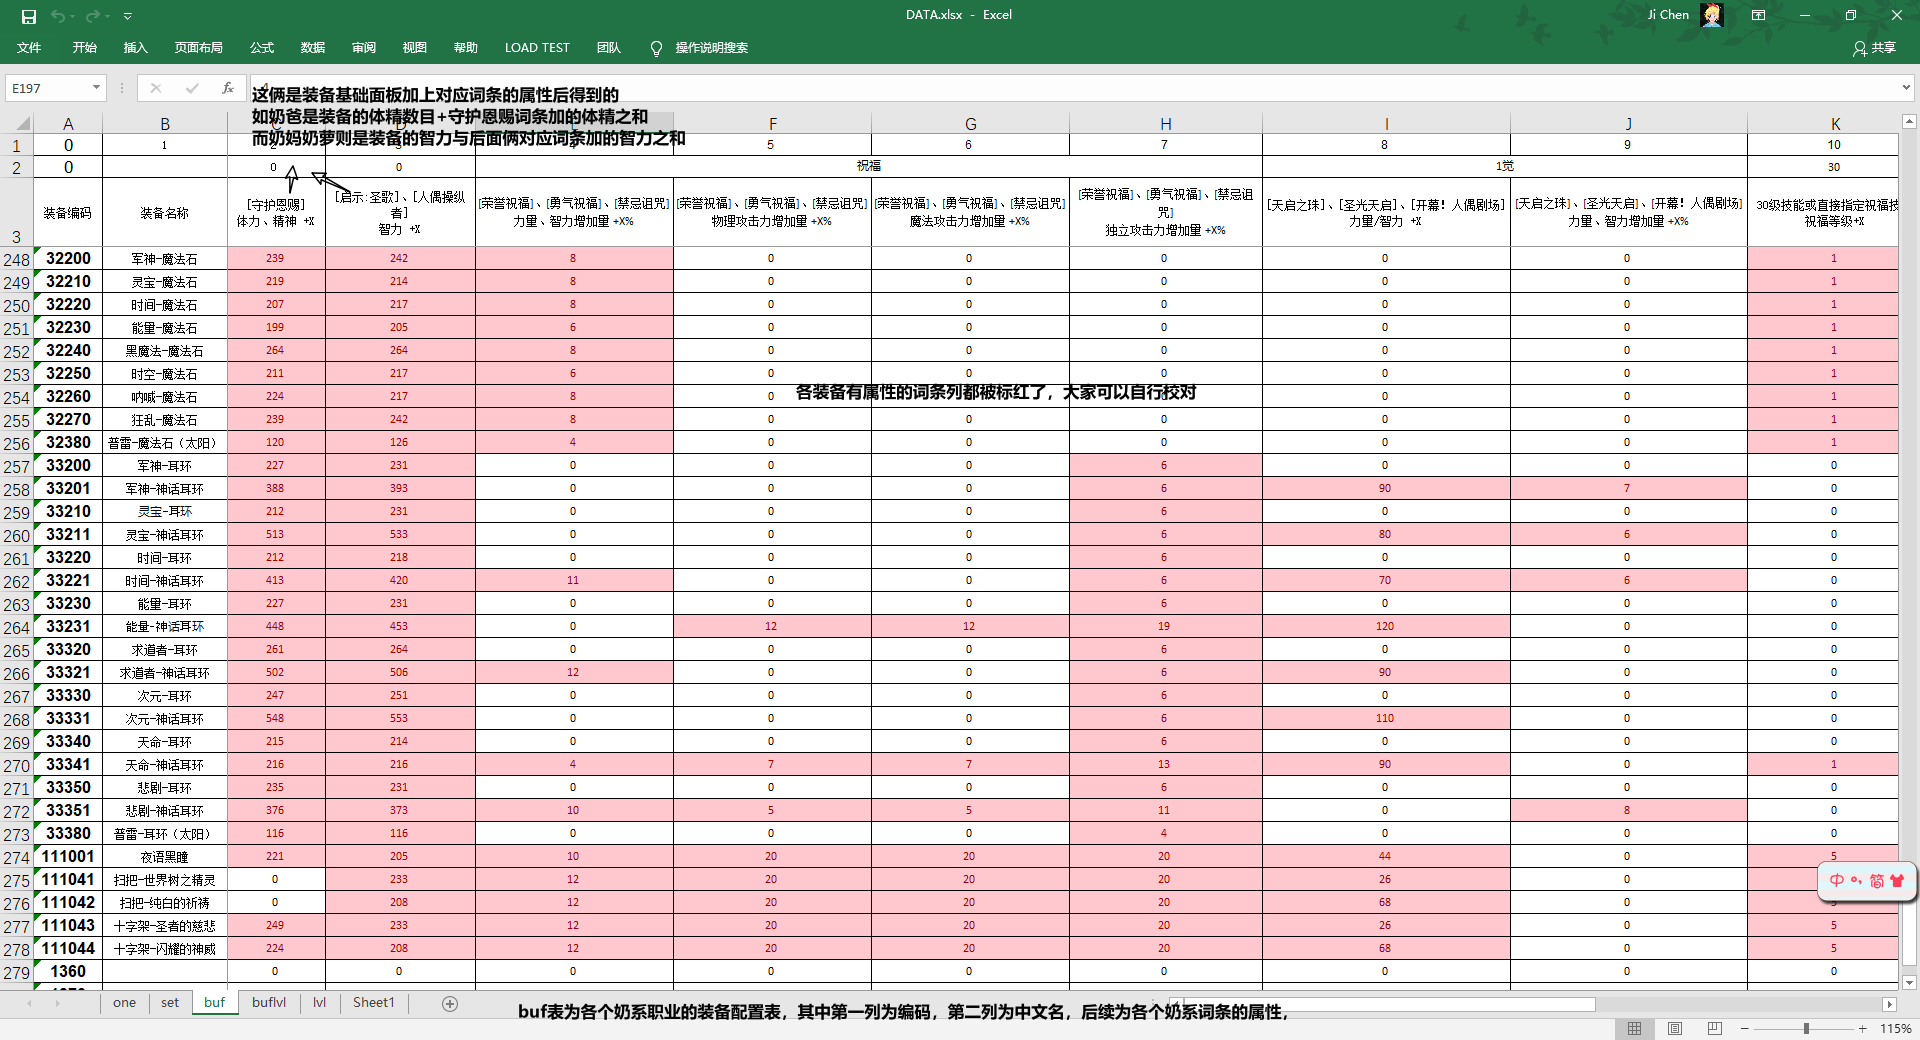 DATA.xlsx - Excel
Ji Chen
文件 开始 插入 页面布局 公式 数据 审阅 视图 帮助 LOAD TEST 团队 操作说明搜索 共享
E197 fx
这俩是装备基础面板加上对应词条的属性后得到的
如奶爸是装备的体精数目+守护恩赐词条加的体精之和
而奶妈奶萝则是装备的智力与后面俩对应词条加的智力之和
A B F G H I J K
1 0 1 5 6 7 8 9 10
2 0 0 0 祝福 1觉 30
3 装备编码 装备名称 [守护恩赐] 体力、精神 +X [启示:圣歌]、[人偶操纵者] 智力 +X [荣誉祝福]、[勇气祝福]、[禁忌诅咒] 力量、智力增加量 +X% [荣誉祝福]、[勇气祝福]、[禁忌诅咒] 物理攻击力增加量 +X% [荣誉祝福]、[勇气祝福]、[禁忌诅咒] 魔法攻击力增加量 +X% [荣誉祝福]、[勇气祝福]、[禁忌诅咒] 独立攻击力增加量 +X% [天启之珠]、[圣光天启]、[开幕! 人偶剧场] 力量/智力 +X [天启之珠]、[圣光天启]、[开幕! 人偶剧场] 力量、智力增加量 +X% 30级技能或直接指定祝福技 祝福等级+X
248 32200 军神-魔法石 239 242 8 0 0 0 0 0 1
249 32210 灵宝-魔法石 219 214 8 0 0 0 0 0 1
250 32220 时间-魔法石 207 217 8 0 0 0 0 0 1
251 32230 能量-魔法石 199 205 6 0 0 0 0 0 1
252 32240 黑魔法-魔法石 264 264 8 0 0 0 0 0 1
253 32250 时空-魔法石 211 217 6 0 0 0 0 0 1
各装备有属性的词条列都被标红了，大家可以自行校对
254 32260 呐喊-魔法石 224 217 8 0 0 0 0 0 1
255 32270 狂乱-魔法石 239 242 8 0 0 0 0 0 1
256 32380 普雷-魔法石（太阳） 120 126 4 0 0 0 0 0 1
257 33200 军神-耳环 227 231 0 0 0 6 0 0 0
258 33201 军神-神话耳环 388 393 0 0 0 6 90 7 0
259 33210 灵宝-耳环 212 231 0 0 0 6 0 0 0
260 33211 灵宝-神话耳环 513 533 0 0 0 6 80 6 0
261 33220 时间-耳环 212 218 0 0 0 6 0 0 0
262 33221 时间-神话耳环 413 420 11 0 0 6 70 6 0
263 33230 能量-耳环 227 231 0 0 0 6 0 0 0
264 33231 能量-神话耳环 448 453 0 12 12 19 120 0 0
265 33320 求道者-耳环 261 264 0 0 0 6 0 0 0
266 33321 求道者-神话耳环 502 506 12 0 0 6 90 0 0
267 33330 次元-耳环 247 251 0 0 0 6 0 0 0
268 33331 次元-神话耳环 548 553 0 0 0 6 110 0 0
269 33340 天命-耳环 215 214 0 0 0 6 0 0 0
270 33341 天命-神话耳环 216 216 4 7 7 13 90 0 1
271 33350 悲剧-耳环 235 231 0 0 0 6 0 0 0
272 33351 悲剧-神话耳环 376 373 10 5 5 11 0 8 0
273 33380 普雷-耳环（太阳） 116 116 0 0 0 4 0 0 0
274 111001 夜语黑瞳 221 205 10 20 20 20 44 0 5
275 111041 扫把-世界树之精灵 0 233 12 20 20 20 26 0
中 简
276 111042 扫把-纯白的祈祷 0 208 12 20 20 20 68 0
277 111043 十字架-圣者的慈悲 249 233 12 20 20 20 26 0 5
278 111044 十字架-闪耀的神威 224 208 12 20 20 20 68 0 5
279 1360 0 0 0 0 0 0 0 0 0
one set buf buflvl lvl Sheet1
buf表为各个奶系职业的装备配置表，其中第一列为编码，第二列为中文名，后续为各个奶系词条的属性，
115%